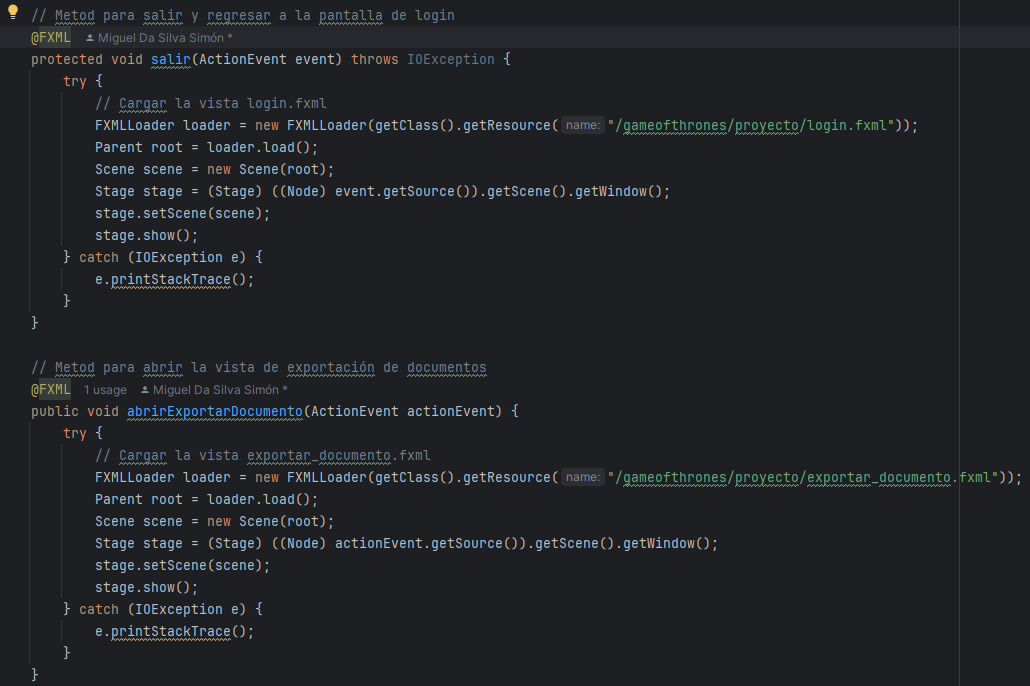 // Metod para salir y regresar a la pantalla de login
@FXML Miguel Da Silva Simón *
protected void salir(ActionEvent event) throws IOException {
try {
// Cargar la vista login.fxml
FXMLLoader loader = new FXMLLoader(getClass().getResource( name: "/gameofthrones/proyecto/login.fxml"));
Parent root = loader.load();
Scene scene = new Scene(root);
Stage stage = (Stage) ((Node) event.getSource()).getScene().getWindow();
stage.setScene(scene);
stage.show();
} catch (IOException e) {
e.printStackTrace();
}
}
// Metod para abrir la vista de exportación de documentos
@FXML 1 usage Miguel Da Silva Simón *
public void abrirExportarDocumento(ActionEvent actionEvent) {
try {
// Cargar la vista exportar_documento.fxml
FXMLLoader loader = new FXMLLoader(getClass().getResource( name: "/gameofthrones/proyecto/exportar_documento.fxml"));
Parent root = loader.load();
Scene scene = new Scene(root);
Stage stage = (Stage) ((Node) actionEvent.getSource()).getScene().getWindow();
stage.setScene(scene);
stage.show();
} catch (IOException e) {
e.printStackTrace();
}
}